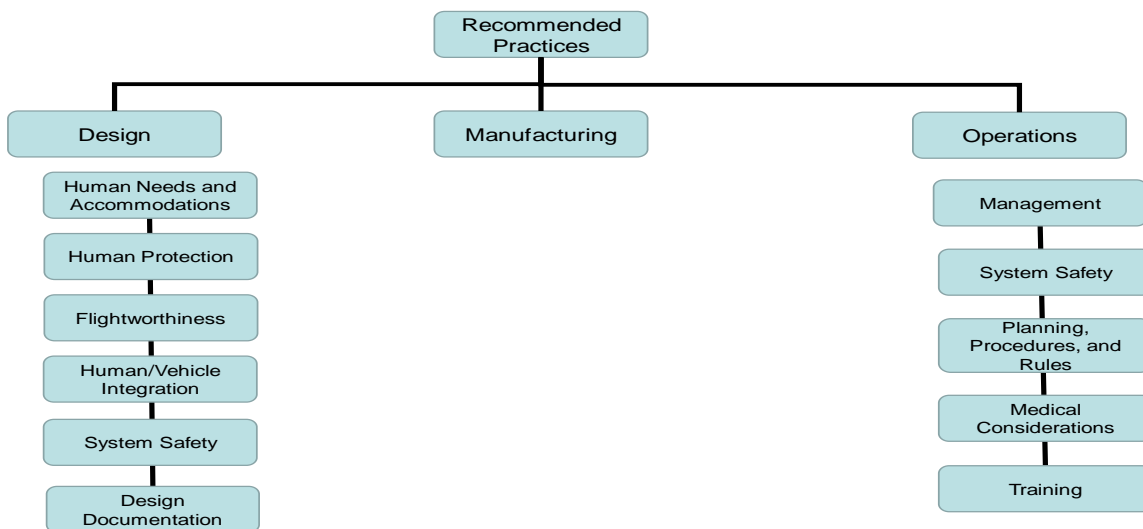 Recommended
Practices
Design
Manufacturing
Operations
Human Needs and
Accommodations
Human Protection
Flightworthiness
Human/Vehicle
Integration
System Safety
Design
Documentation
Management
System Safety
Planning,
Procedures, and
Rules
Medical
Considerations
Training